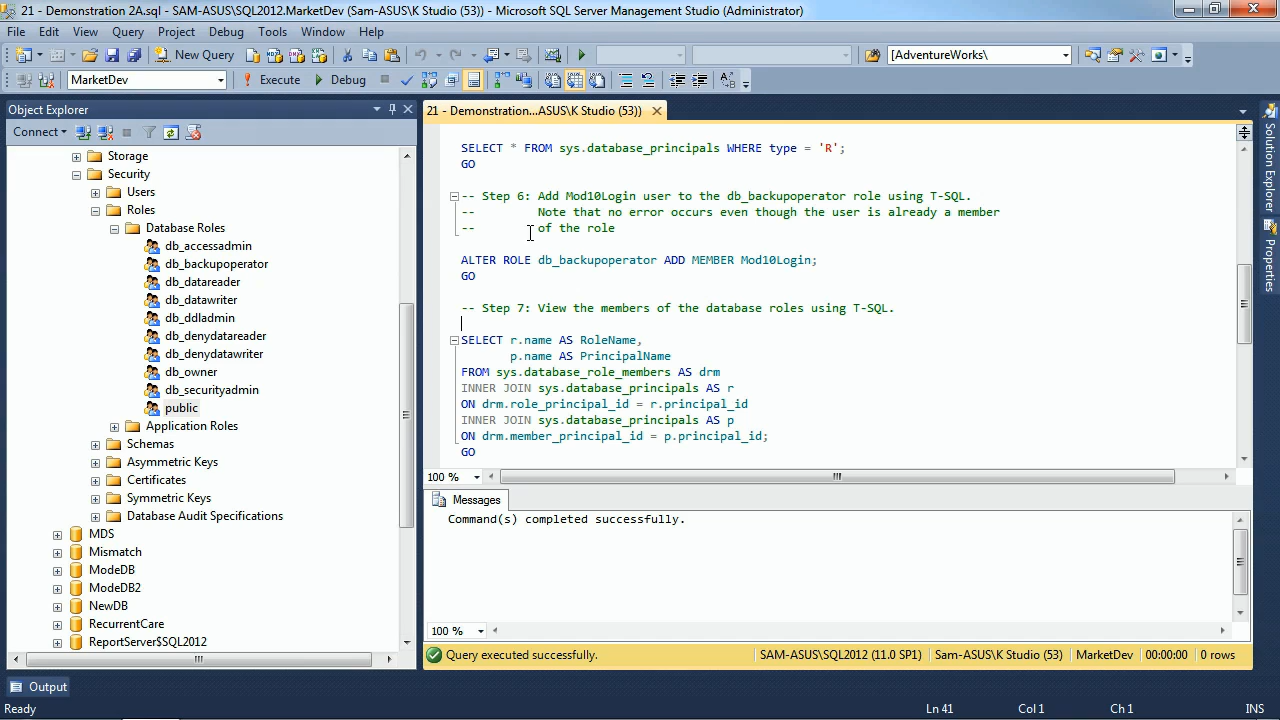 21 - Demonstration 2A.sql - SAM-ASUS\SQL2012.MarketDev (Sam-ASUS\K Studio (53)) - Microsoft SQL Server Management Studio (Administrator)
File Edit View Query Project Debug Tools Window Help
New Query
[AdventureWorks\
MarketDev
Execute
Debug
Object Explorer
Connect
Storage
Security
Users
Roles
Database Roles
db_accessadmin
db_backupoperator
db_datareader
db_datawriter
db_ddladmin
db_denydatareader
db_denydatawriter
db_owner
db_securityadmin
public
Application Roles
Schemas
Asymmetric Keys
Certificates
Symmetric Keys
Database Audit Specifications
MDS
Mismatch
ModeDB
ModeDB2
NewDB
RecurrentCare
ReportServer$SQL2012
21 - Demonstration...ASUS\K Studio (53))
SELECT * FROM sys.database_principals WHERE type = 'R';
GO
-- Step 6: Add Mod10Login user to the db_backupoperator role using T-SQL.
-- Note that no error occurs even though the user is already a member
-- of the role
ALTER ROLE db_backupoperator ADD MEMBER Mod10Login;
GO
-- Step 7: View the members of the database roles using T-SQL.
SELECT r.name AS RoleName,
p.name AS PrincipalName
FROM sys.database_role_members AS drm
INNER JOIN sys.database_principals AS r
ON drm.role_principal_id = r.principal_id
INNER JOIN sys.database_principals AS p
ON drm.member_principal_id = p.principal_id;
GO
100 %
Messages
Command(s) completed successfully.
100 %
Query executed successfully.
SAM-ASUS\SQL2012 (11.0 SP1)
Sam-ASUS\K Studio (53)
MarketDev
00:00:00
0 rows
Solution Explorer
Properties
Output
Ready
Ln 41
Col 1
Ch 1
INS